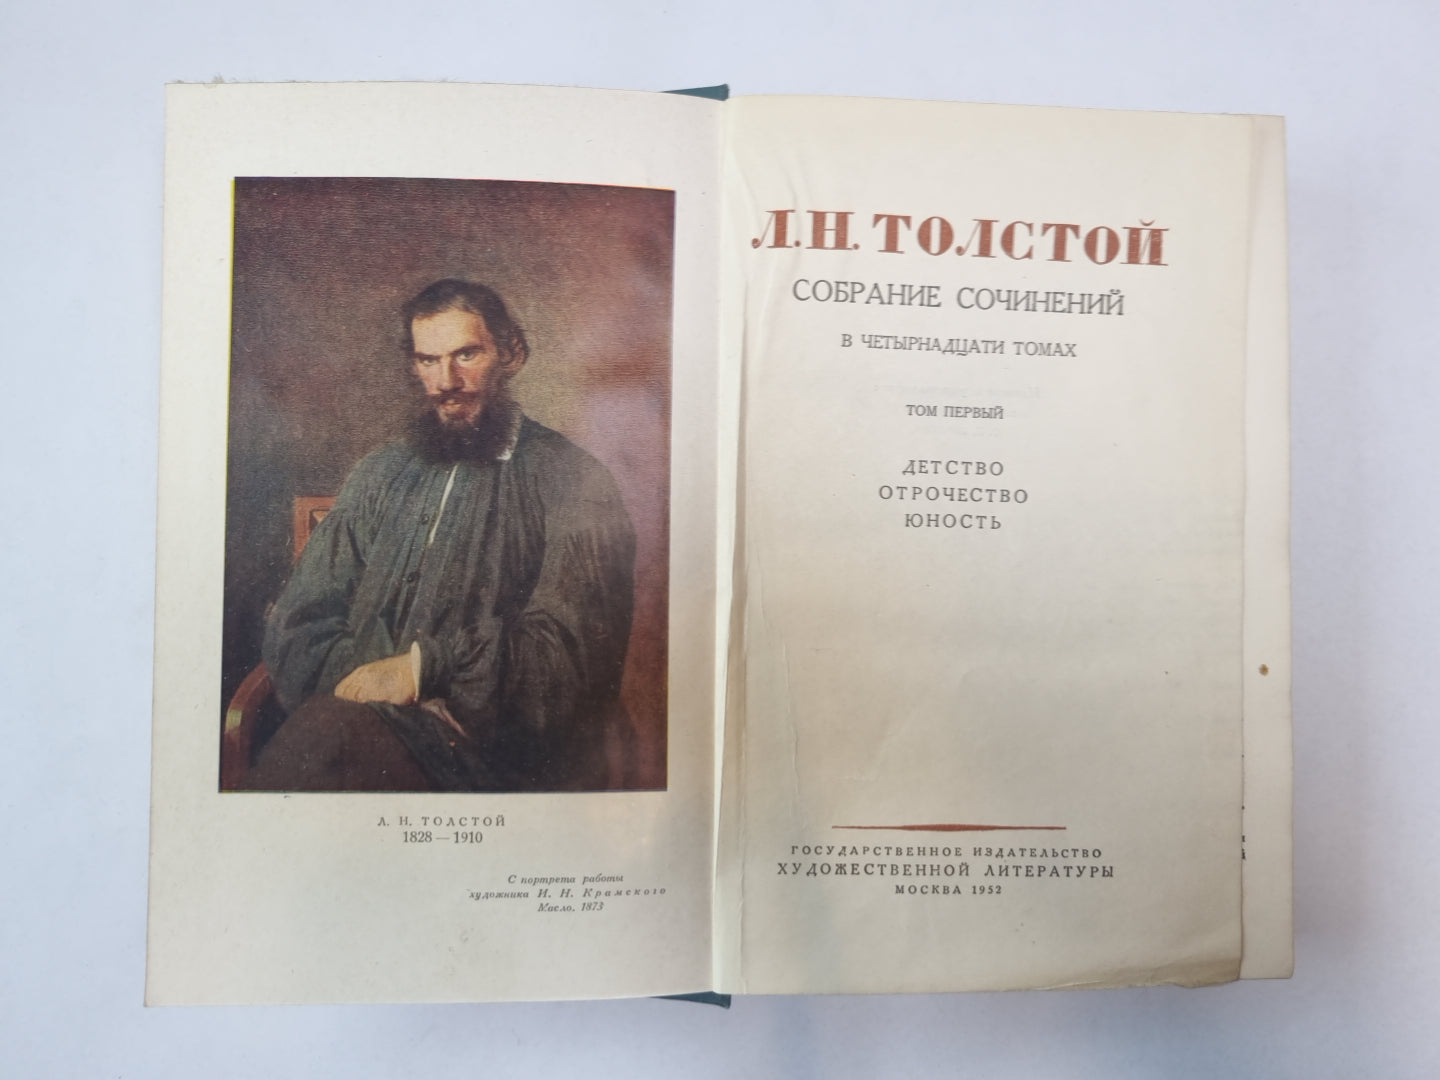 Л. Н. ТОЛСТОЙ
1828 — 1910
С портрета работы
художника И. Н. Крамского
Масло. 1873
Л. Н. ТОЛСТОЙ
СОБРАНИЕ СОЧИНЕНИЙ
В ЧЕТЫРНАДЦАТИ ТОМАХ
ТОМ ПЕРВЫЙ
ДЕТСТВО
ОТРОЧЕСТВО
ЮНОСТЬ
ГОСУДАРСТВЕННОЕ ИЗДАТЕЛЬСТВО
ХУДОЖЕСТВЕННОЙ ЛИТЕРАТУРЫ
МОСКВА 1952